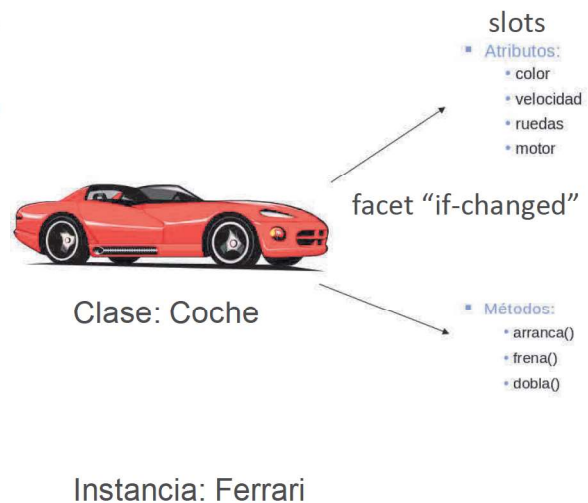 slots
Atributos:
color
velocidad
ruedas
motor
facet “if-changed”
Clase: Coche
Métodos:
arranca()
frena()
dobla()
Instancia: Ferrari